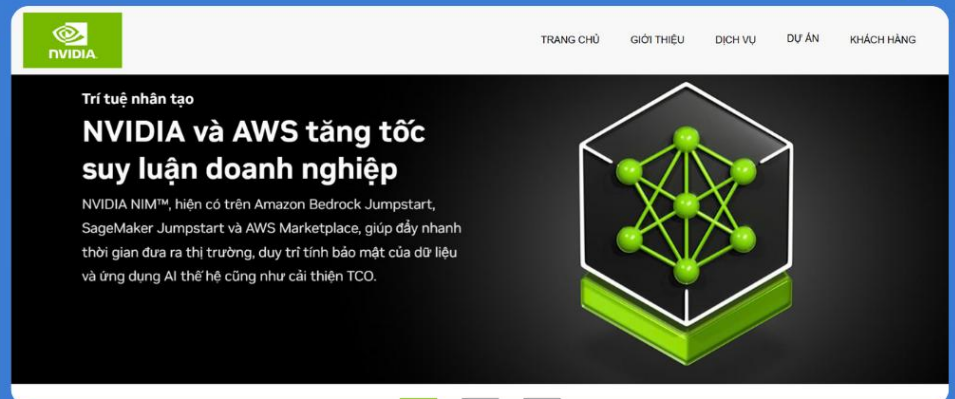 NVIDIA.
TRANG CHỦ GIỚI THIỆU DỊCH VỤ DỰ ÁN KHÁCH HÀNG
Trí tuệ nhân tạo
NVIDIA và AWS tăng tốc
suy luận doanh nghiệp
NVIDIA NIM™, hiện có trên Amazon Bedrock Jumpstart,
SageMaker Jumpstart và AWS Marketplace, giúp đẩy nhanh
thời gian đưa ra thị trường, duy trì tính bảo mật của dữ liệu
và ứng dụng AI thế hệ cũng như cải thiện TCO.